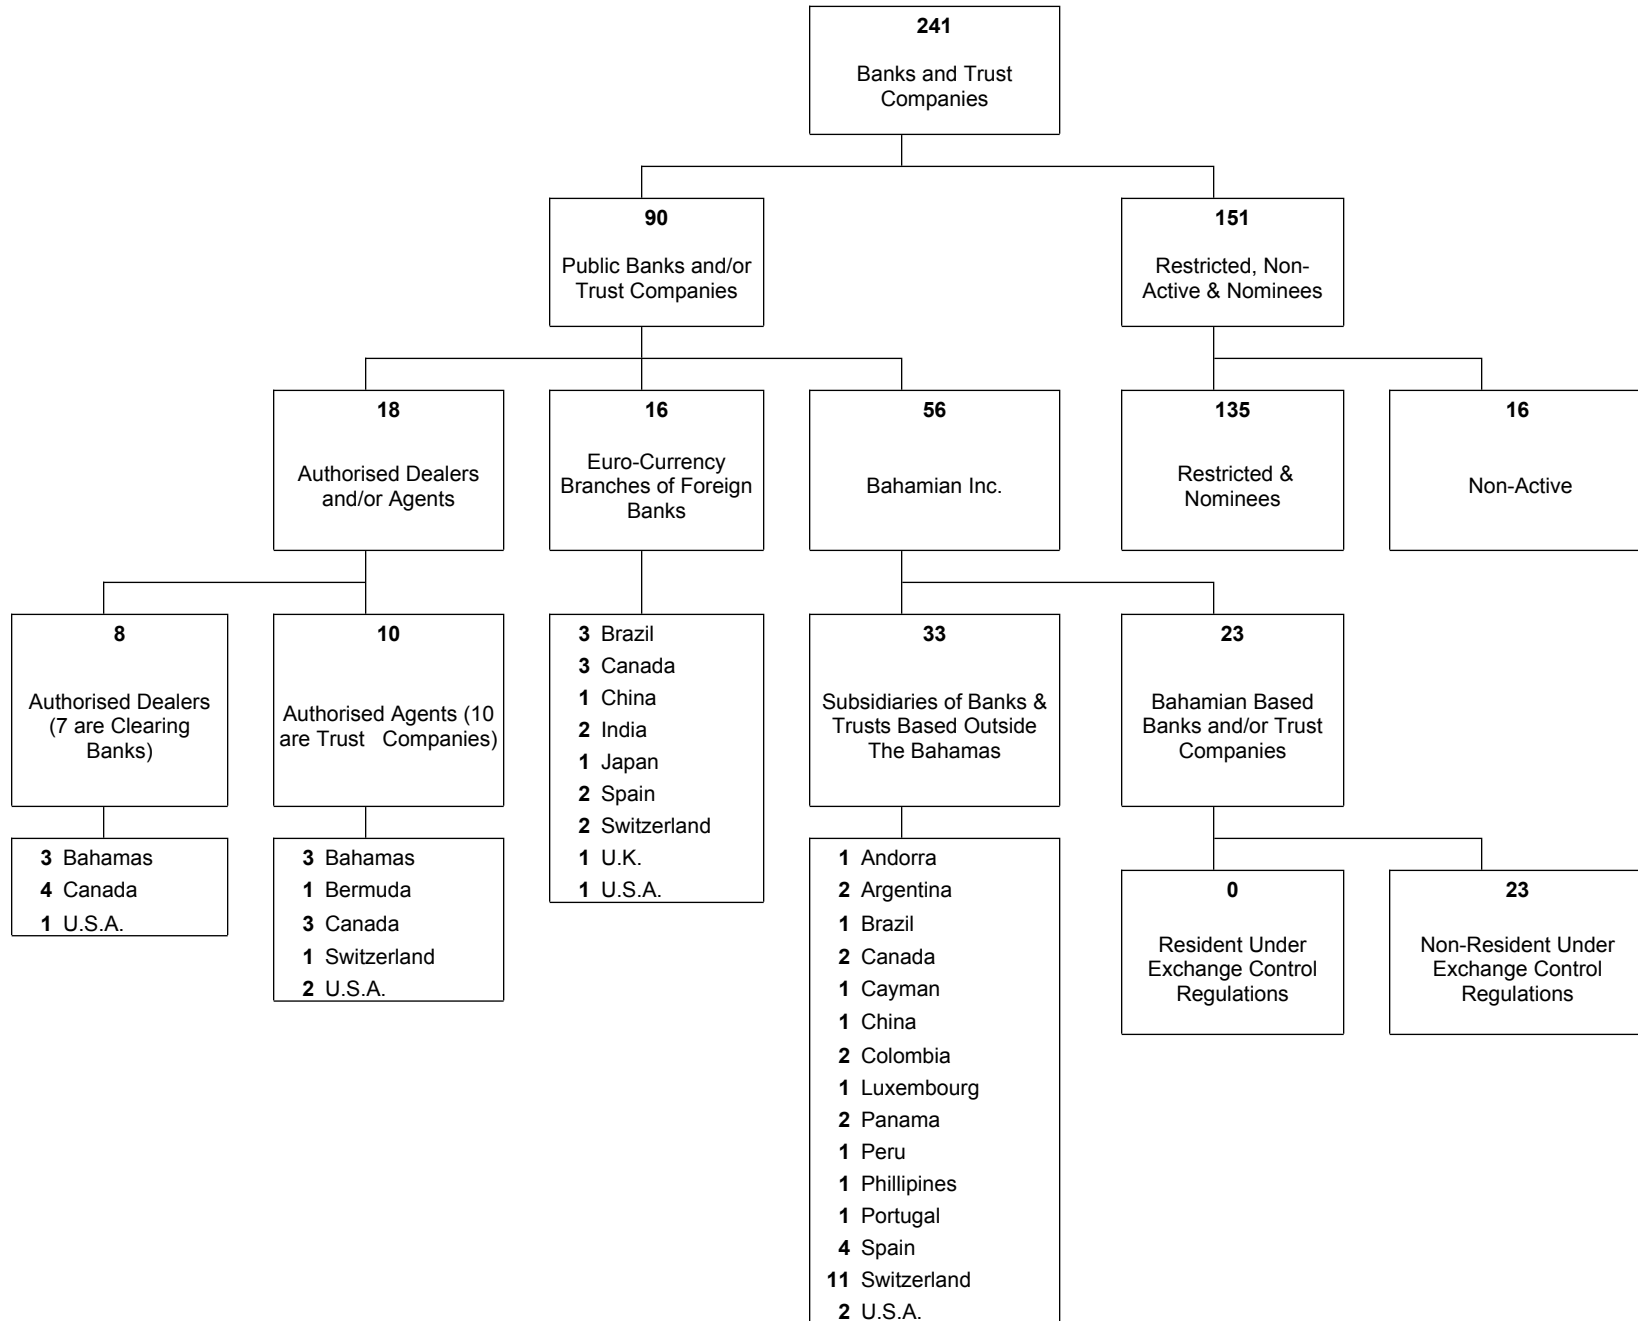 241
Banks and Trust
Companies
90
Public Banks and/or
Trust Companies
151
Restricted, Non-
Active & Nominees
18
Authorised Dealers
and/or Agents
16
Euro-Currency
Branches of Foreign
Banks
56
Bahamian Inc.
135
Restricted &
Nominees
16
Non-Active
8
Authorised Dealers
(7 are Clearing
Banks)
10
Authorised Agents (10
are Trust Companies)
3 Brazil
3 Canada
1 China
2 India
1 Japan
2 Spain
2 Switzerland
1 U.K.
1 U.S.A.
33
Subsidiaries of Banks &
Trusts Based Outside
The Bahamas
23
Bahamian Based
Banks and/or Trust
Companies
3 Bahamas
4 Canada
1 U.S.A.
3 Bahamas
1 Bermuda
3 Canada
1 Switzerland
2 U.S.A.
1 Andorra
2 Argentina
1 Brazil
2 Canada
1 Cayman
1 China
2 Colombia
1 Luxembourg
2 Panama
1 Peru
1 Phillipines
1 Portugal
4 Spain
11 Switzerland
2 U.S.A.
0
Resident Under
Exchange Control
Regulations
23
Non-Resident Under
Exchange Control
Regulations